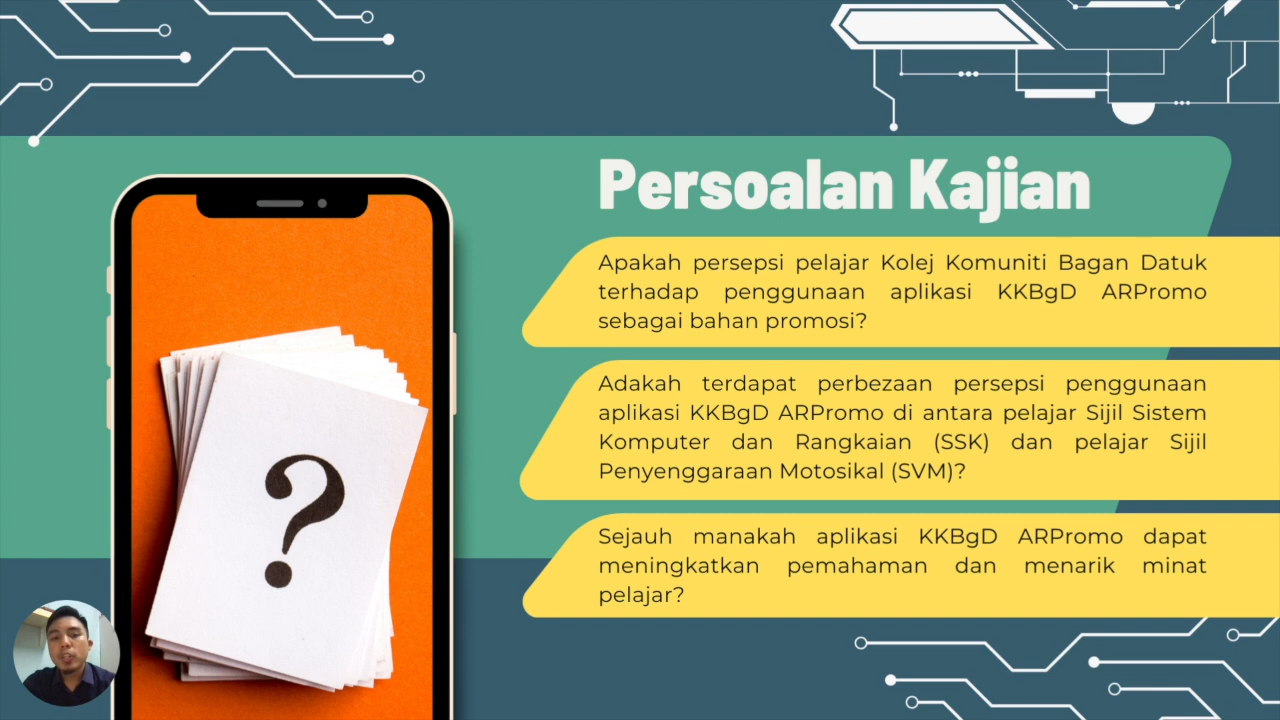 Persoalan Kajian
Apakah persepsi pelajar Kolej Komuniti Bagan Datuk
terhadap penggunaan aplikasi KKBgD ARPromo
sebagai bahan promosi?
Adakah terdapat perbezaan persepsi penggunaan
aplikasi KKBgD ARPromo di antara pelajar Sijil Sistem
Komputer dan Rangkaian (SSK) dan pelajar Sijil
Penyenggaraan Motosikal (SVM)?
Sejauh manakah aplikasi KKBgD ARPromo dapat
meningkatkan pemahaman dan menarik minat
pelajar?
?